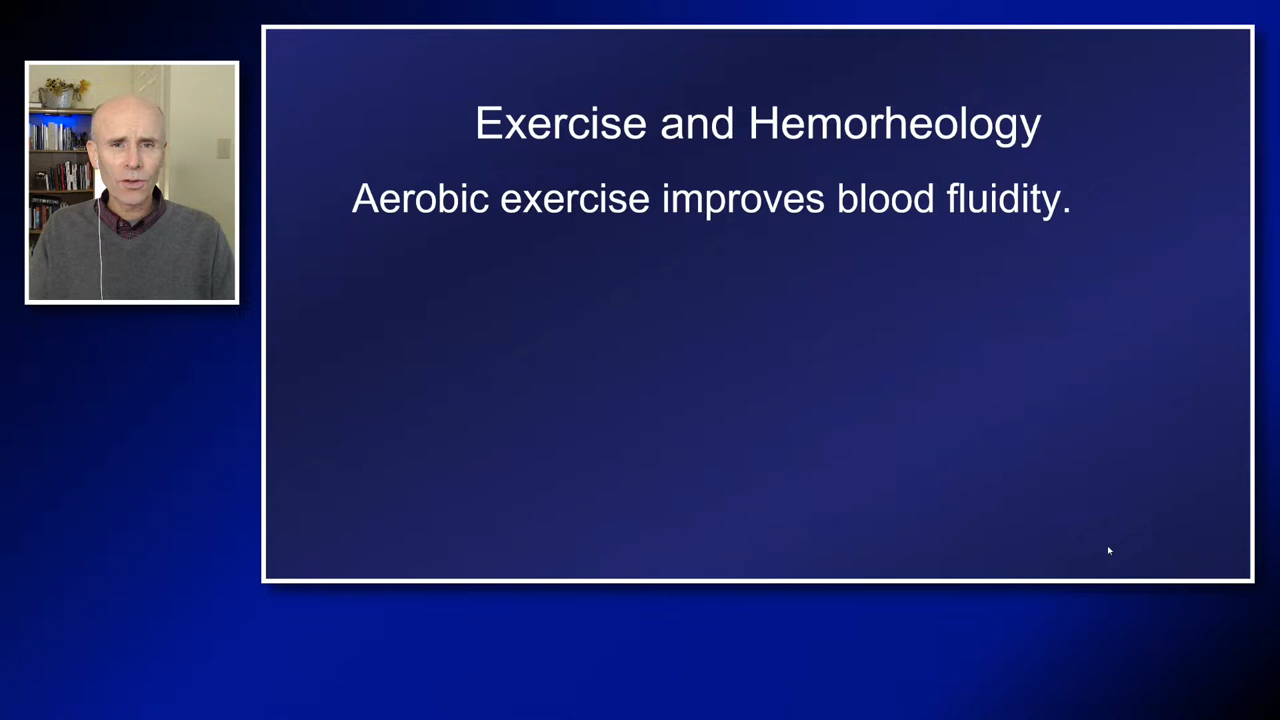 Exercise and Hemorheology
Aerobic exercise improves blood fluidity.